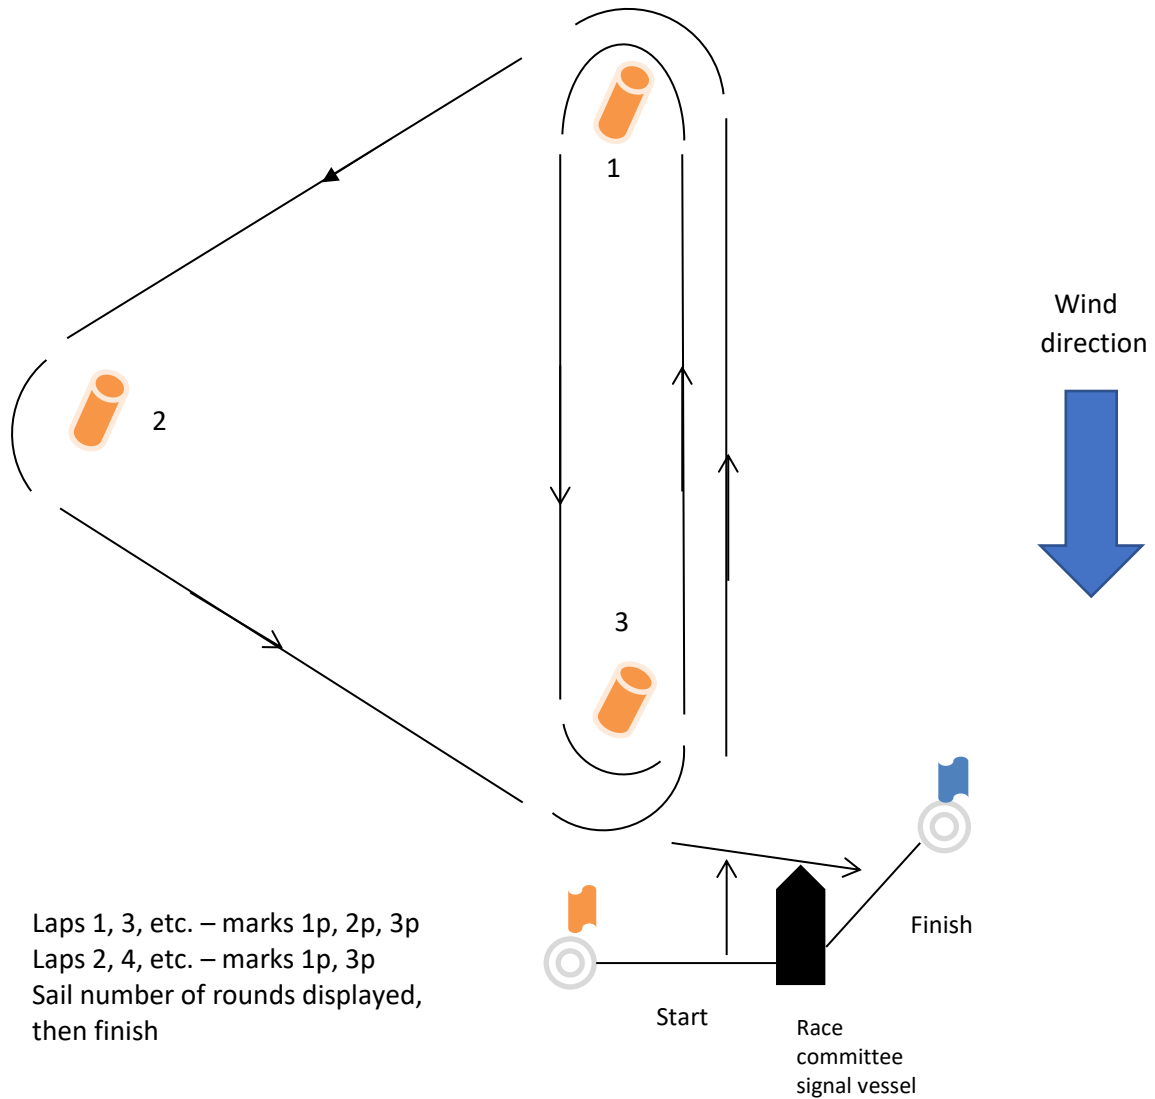 1
Wind
direction
2
3
Laps 1, 3, etc. – marks 1p, 2p, 3p
Laps 2, 4, etc. – marks 1p, 3p
Sail number of rounds displayed,
then finish
Finish
Start
Race
committee
signal vessel